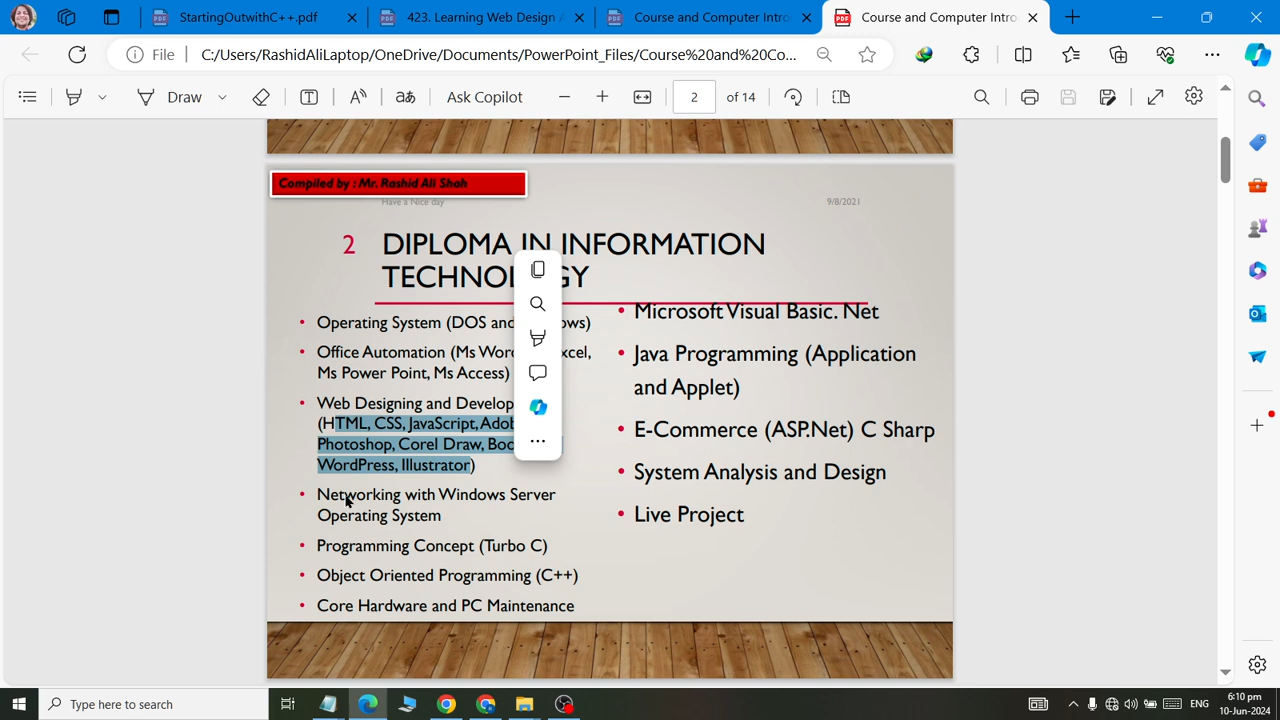 StartingOutwithC++.pdf
423. Learning Web Design A
Course and Computer Intro
Course and Computer Intro
File
C:/Users/RashidAliLaptop/OneDrive/Documents/PowerPoint_Files/Course%20and%20Co...
Draw
Ask Copilot
2
of 14
Compiled by : Mr. Rashid Ali Shah
Have a Nice day
9/8/2021
2
DIPLOMA IN INFORMATION
TECHNOLOGY
• Operating System (DOS and ows)
• Office Automation (Ms Wor xcel,
Ms Power Point, Ms Access)
• Web Designing and Develop
(HTML, CSS, JavaScript, Adob
Photoshop, Corel Draw, Boo
WordPress, Illustrator)
• Networking with Windows Server
Operating System
• Programming Concept (Turbo C)
• Object Oriented Programming (C++)
• Core Hardware and PC Maintenance
• Microsoft Visual Basic. Net
• Java Programming (Application
and Applet)
• E-Commerce (ASP.Net) C Sharp
• System Analysis and Design
• Live Project
Type here to search
ENG
6:10 pm
10-Jun-2024